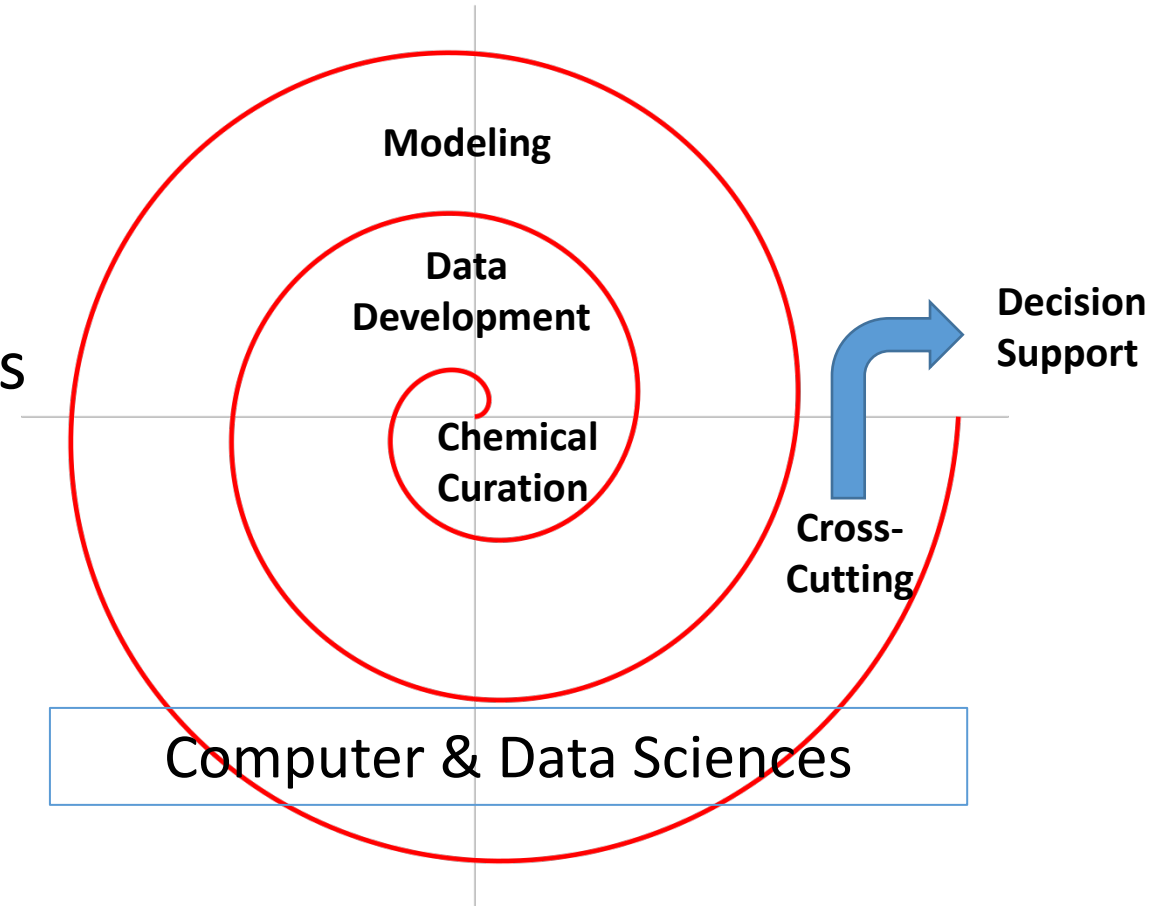 Modeling
Data
Development
Decision
Support
s
Chemical
Curation
Cross-
Cutting
Computer & Data Sciences